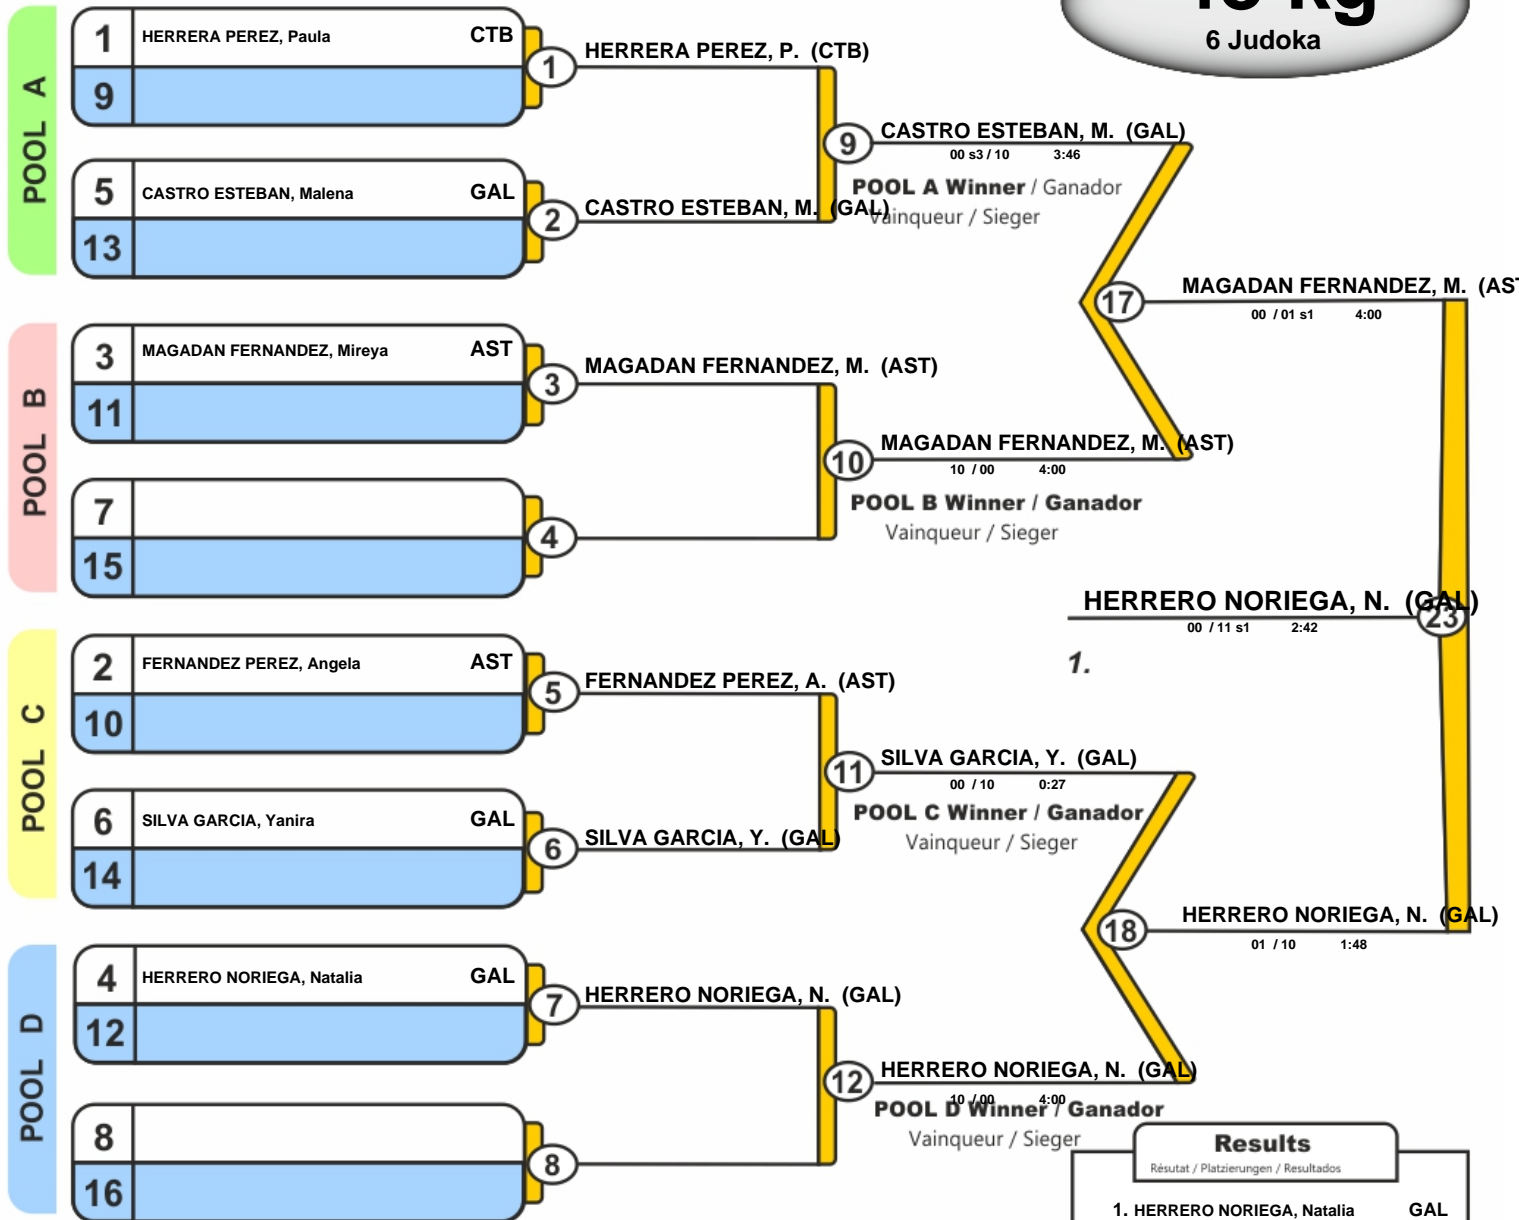 kg
6 Judoka
POOL A
1 HERRERA PEREZ, Paula CTB
9
1 HERRERA PEREZ, P. (CTB)
5 CASTRO ESTEBAN, Malena GAL
13
2 CASTRO ESTEBAN, M. (GAL)
9 CASTRO ESTEBAN, M. (GAL)
00 s3 / 10 3:46
POOL A Winner / Ganador
Vainqueur / Sieger
POOL B
3 MAGADAN FERNANDEZ, Mireya AST
11
3 MAGADAN FERNANDEZ, M. (AST)
7
15
4
10 MAGADAN FERNANDEZ, M. (AST)
10 / 00 4:00
POOL B Winner / Ganador
Vainqueur / Sieger
17 MAGADAN FERNANDEZ, M. (AST
00 / 01 s1 4:00
HERRERO NORIEGA, N. (GAL)
23
00 / 11 s1 2:42
1.
POOL C
2 FERNANDEZ PEREZ, Angela AST
10
5 FERNANDEZ PEREZ, A. (AST)
6 SILVA GARCIA, Yanira GAL
14
6 SILVA GARCIA, Y. (GAL)
11 SILVA GARCIA, Y. (GAL)
00 / 10 0:27
POOL C Winner / Ganador
Vainqueur / Sieger
POOL D
4 HERRERO NORIEGA, Natalia GAL
12
7 HERRERO NORIEGA, N. (GAL)
8
16
8
12 HERRERO NORIEGA, N. (GAL)
10 / 00 4:00
POOL D Winner / Ganador
Vainqueur / Sieger
18 HERRERO NORIEGA, N. (GAL)
01 / 10 1:48
Results
Résutat / Platzierungen / Resultados
1. HERRERO NORIEGA, Natalia GAL